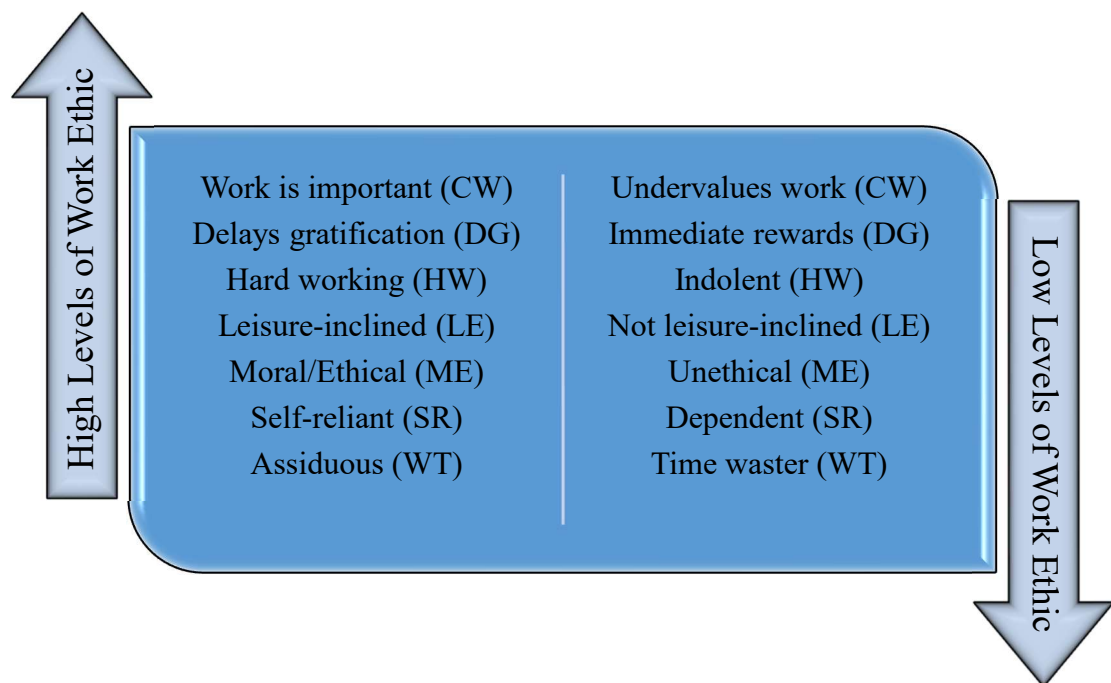 High Levels of Work Ethic
Work is important (CW)
Delays gratification (DG)
Hard working (HW)
Leisure-inclined (LE)
Moral/Ethical (ME)
Self-reliant (SR)
Assiduous (WT)
Undervalues work (CW)
Immediate rewards (DG)
Indolent (HW)
Not leisure-inclined (LE)
Unethical (ME)
Dependent (SR)
Time waster (WT)
Low Levels of Work Ethic